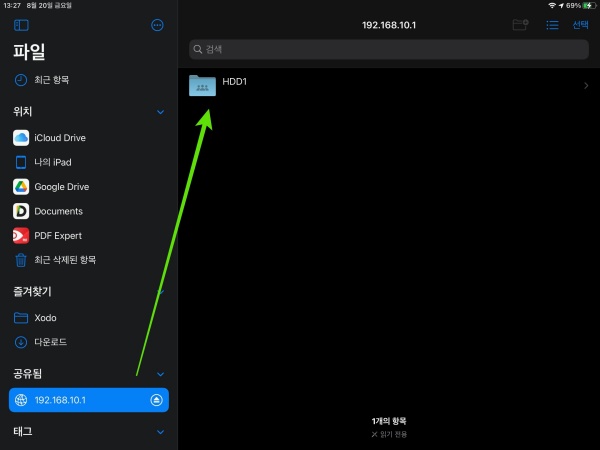 13:27 8월 20일 금요일
69%
192.168.10.1
선택
파일
검색
최근 항목
HDD1
위치
iCloud Drive
나의 iPad
Google Drive
Documents
PDF Expert
최근 삭제된 항목
즐겨찾기
Xodo
다운로드
공유됨
192.168.10.1
태그
1개의 항목
읽기 전용